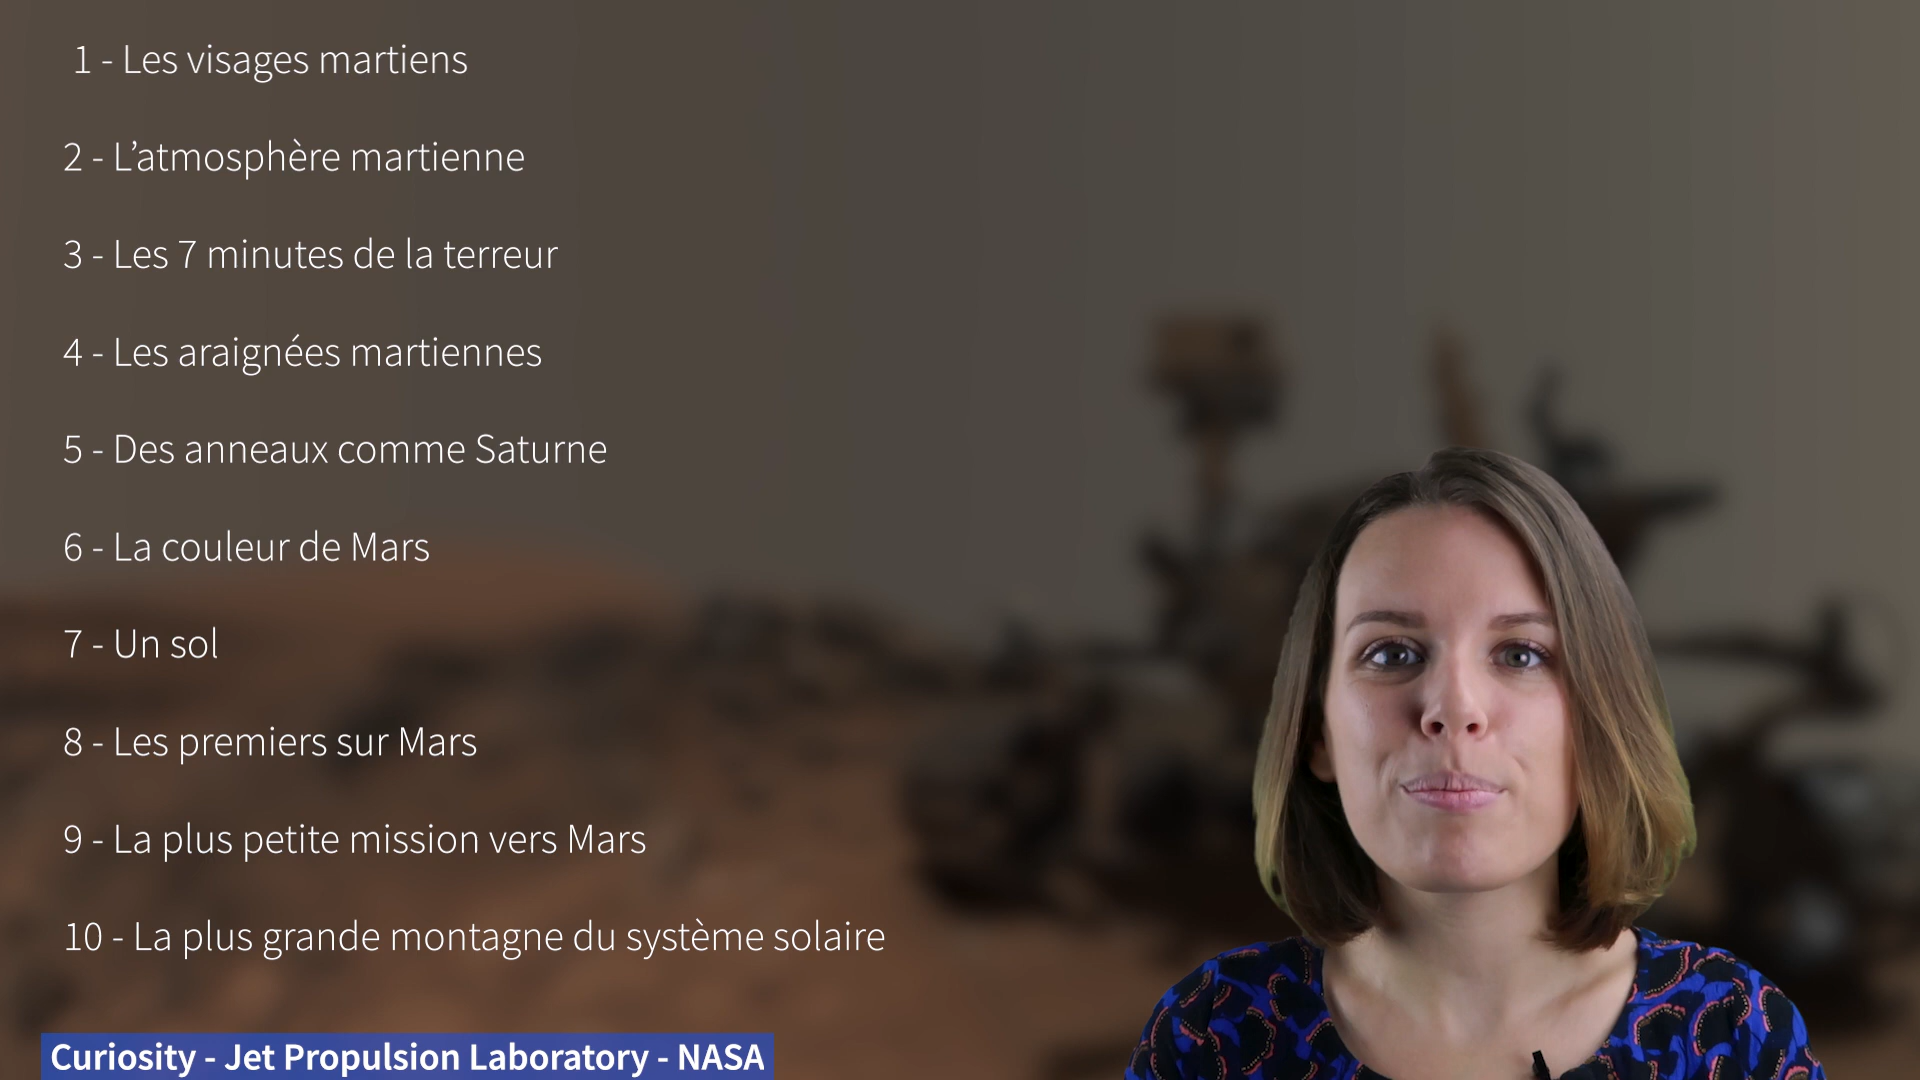 1 - Les visages martiens
2 - L’atmosphère martienne
3 - Les 7 minutes de la terreur
4 - Les araignées martiennes
5 - Des anneaux comme Saturne
6 - La couleur de Mars
7 - Un sol
8 - Les premiers sur Mars
9 - La plus petite mission vers Mars
10 - La plus grande montagne du système solaire
Curiosity - Jet Propulsion Laboratory - NASA